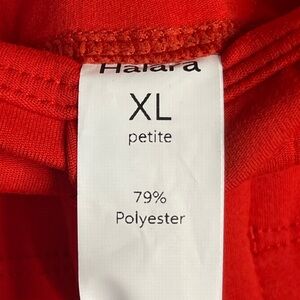 Halara
XL
petite
79%
Polyester